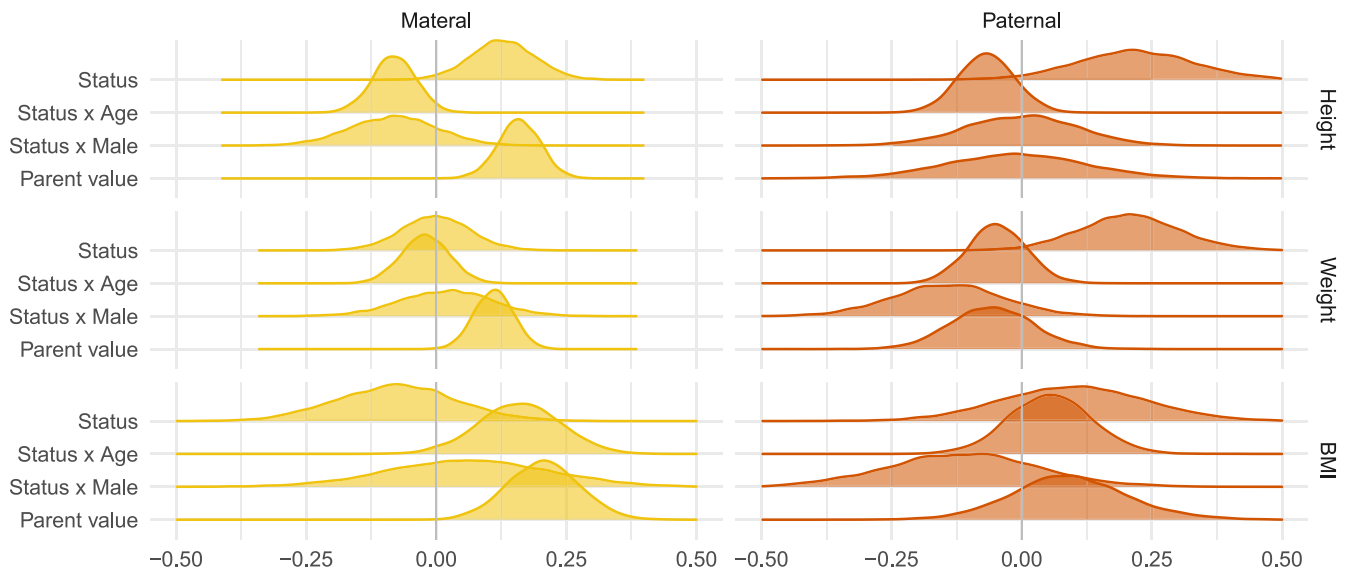 Materal
Paternal
Status
Status x Age
Status x Male
Parent value
Height
Status
Status x Age
Status x Male
Parent value
Weight
Status
Status x Age
Status x Male
Parent value
BMI
−0.50 −0.25 0.00 0.25 0.50
−0.50 −0.25 0.00 0.25 0.50